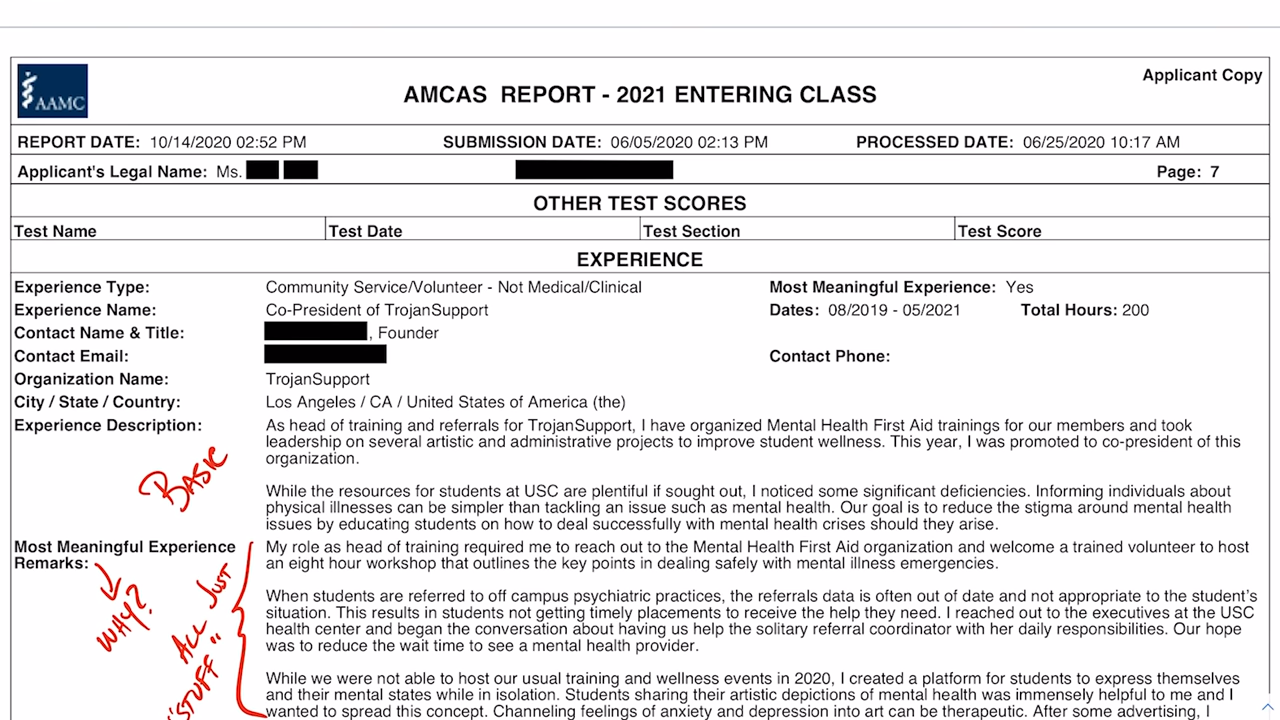 Applicant Copy
AAMC
AMCAS REPORT - 2021 ENTERING CLASS
REPORT DATE: 10/14/2020 02:52 PM SUBMISSION DATE: 06/05/2020 02:13 PM PROCESSED DATE: 06/25/2020 10:17 AM
Applicant's Legal Name: Ms. Page: 7
OTHER TEST SCORES
Test Name Test Date Test Section Test Score
EXPERIENCE
Experience Type: Community Service/Volunteer - Not Medical/Clinical Most Meaningful Experience: Yes
Experience Name: Co-President of TrojanSupport Dates: 08/2019 - 05/2021 Total Hours: 200
Contact Name & Title: , Founder
Contact Email: Contact Phone:
Organization Name: TrojanSupport
City / State / Country: Los Angeles / CA / United States of America (the)
Experience Description: As head of training and referrals for TrojanSupport, I have organized Mental Health First Aid trainings for our members and took
leadership on several artistic and administrative projects to improve student wellness. This year, I was promoted to co-president of this
organization.
BASIC
While the resources for students at USC are plentiful if sought out, I noticed some significant deficiencies. Informing individuals about
physical illnesses can be simpler than tackling an issue such as mental health. Our goal is to reduce the stigma around mental health
issues by educating students on how to deal successfully with mental health crises should they arise.
Most Meaningful Experience My role as head of training required me to reach out to the Mental Health First Aid organization and welcome a trained volunteer to host
Remarks: an eight hour workshop that outlines the key points in dealing safely with mental illness emergencies.
WHY?
ALL JUST
"STUFF"
When students are referred to off campus psychiatric practices, the referrals data is often out of date and not appropriate to the student's
situation. This results in students not getting timely placements to receive the help they need. I reached out to the executives at the USC
health center and began the conversation about having us help the solitary referral coordinator with her daily responsibilities. Our hope
was to reduce the wait time to see a mental health provider.
While we were not able to host our usual training and wellness events in 2020, I created a platform for students to express themselves
and their mental states while in isolation. Students sharing their artistic depictions of mental health was immensely helpful to me and I
wanted to spread this concept. Channeling feelings of anxiety and depression into art can be therapeutic. After some advertising, I